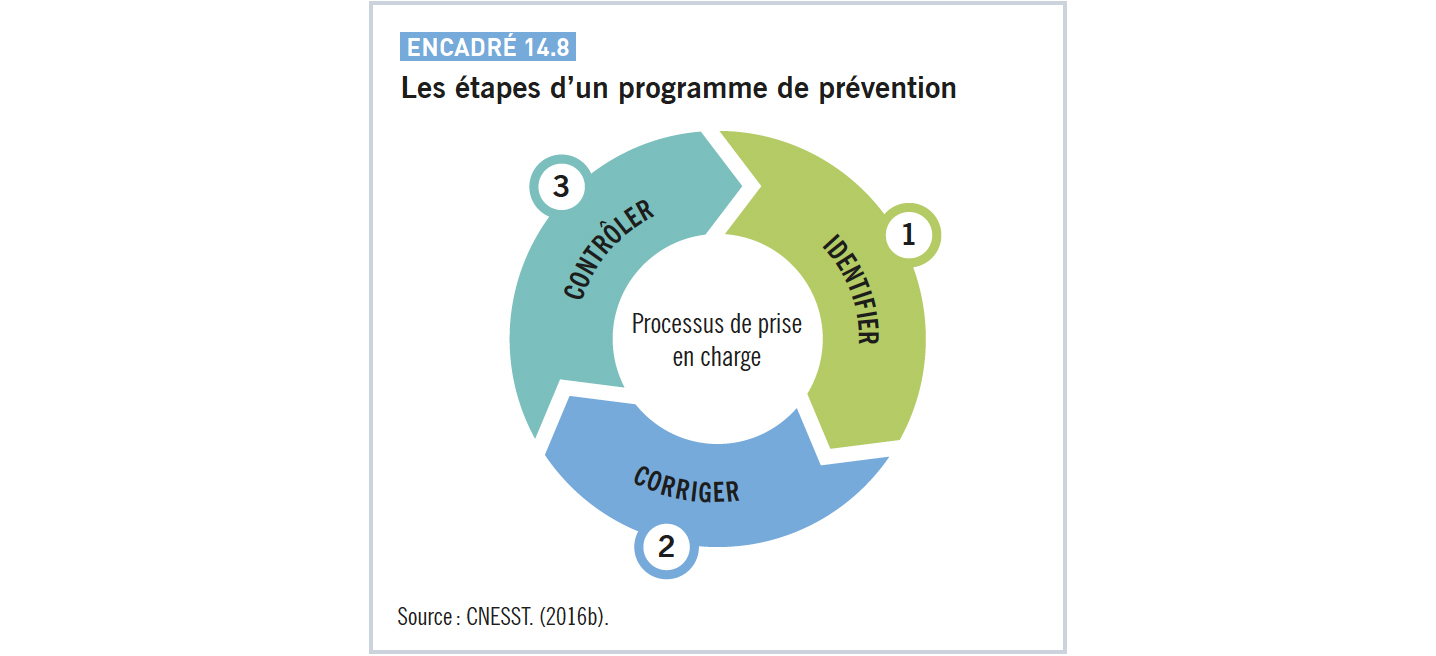 ENCADRÉ 14.8
Les étapes d’un programme de prévention
1
IDENTIFIER
2
CORRIGER
3
CONTRÔLER
Processus de prise
en charge
Source : CNESST. (2016b).